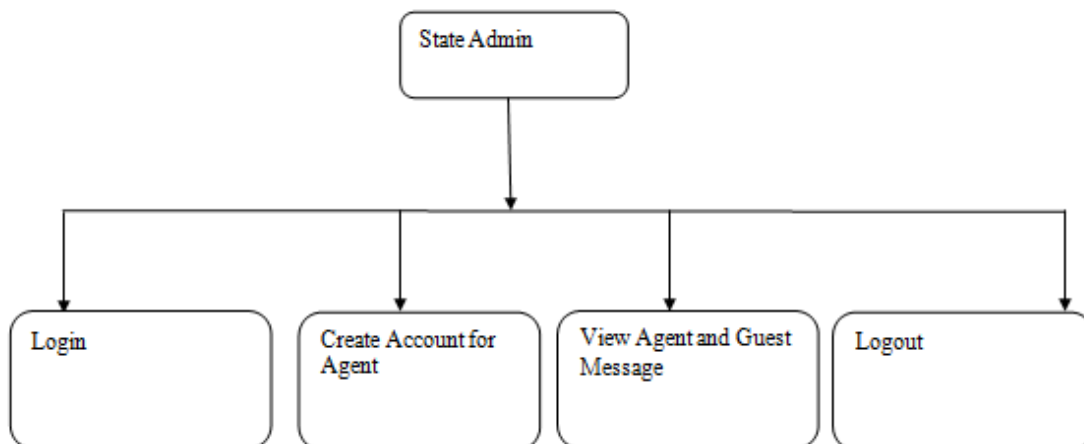 State Admin
Login
Create Account for
Agent
View Agent and Guest
Message
Logout